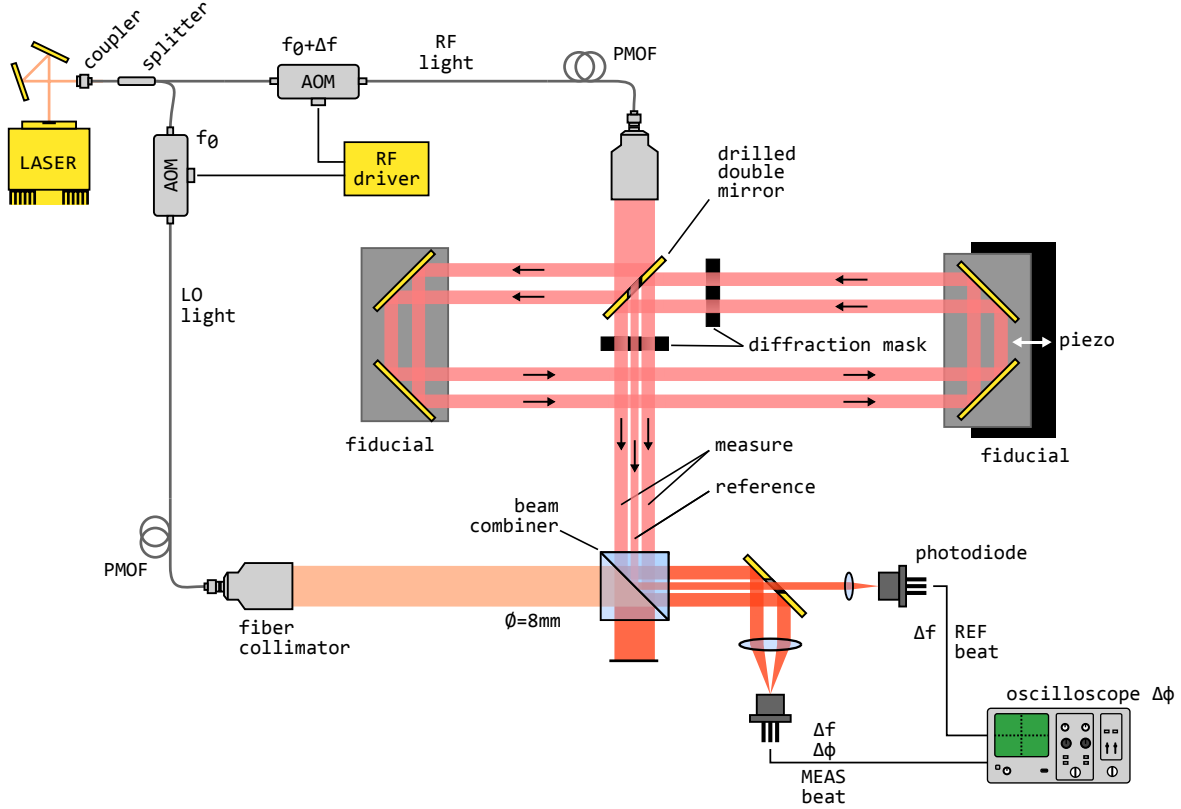 coupler
splitter
f₀+Δf
RF
light
PMOF
AOM
LASER
f₀
AOM
RF
driver
drilled
double
mirror
LO
light
piezo
diffraction mask
fiducial
fiducial
measure
reference
beam
combiner
PMOF
photodiode
Ø=8mm
fiber
collimator
Δf
REF
beat
oscilloscope Δϕ
Δf
Δϕ
MEAS
beat